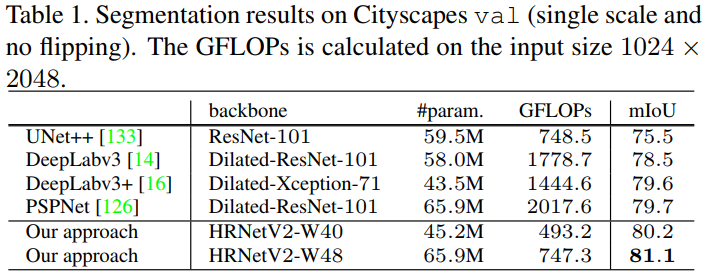 Table 1. Segmentation results on Cityscapes val (single scale and
no flipping). The GFLOPs is calculated on the input size 1024 ×
2048.
backbone #param. GFLOPs mIoU
UNet++ [133] ResNet-101 59.5M 748.5 75.5
DeepLabv3 [14] Dilated-ResNet-101 58.0M 1778.7 78.5
DeepLabv3+ [16] Dilated-Xception-71 43.5M 1444.6 79.6
PSPNet [126] Dilated-ResNet-101 65.9M 2017.6 79.7
Our approach HRNetV2-W40 45.2M 493.2 80.2
Our approach HRNetV2-W48 65.9M 747.3 81.1